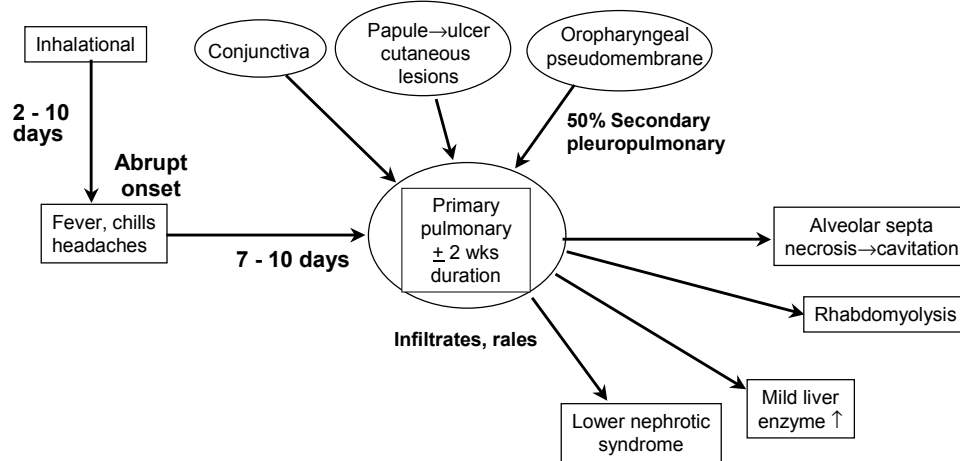 Inhalational
Conjunctiva
Papule→ulcer
cutaneous
lesions
Oropharyngeal
pseudomembrane
2 - 10
days
50% Secondary
pleuropulmonary
Abrupt
onset
Fever, chills
headaches
7 - 10 days
Primary
pulmonary
± 2 wks
duration
Alveolar septa
necrosis→cavitation
Rhabdomyolysis
Infiltrates, rales
Mild liver
enzyme ↑
Lower nephrotic
syndrome